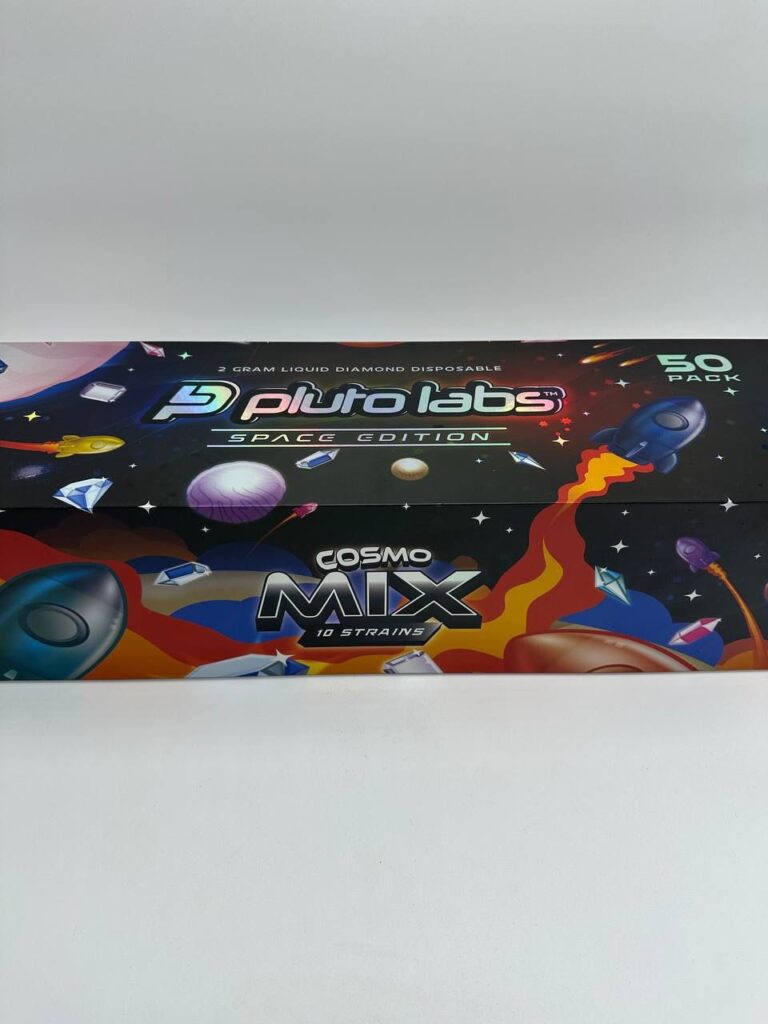 2 GRAM LIQUID DIAMOND DISPOSABLE
50
PACK
pluto labs™
SPACE EDITION
COSMO
MIX
10 STRAINS